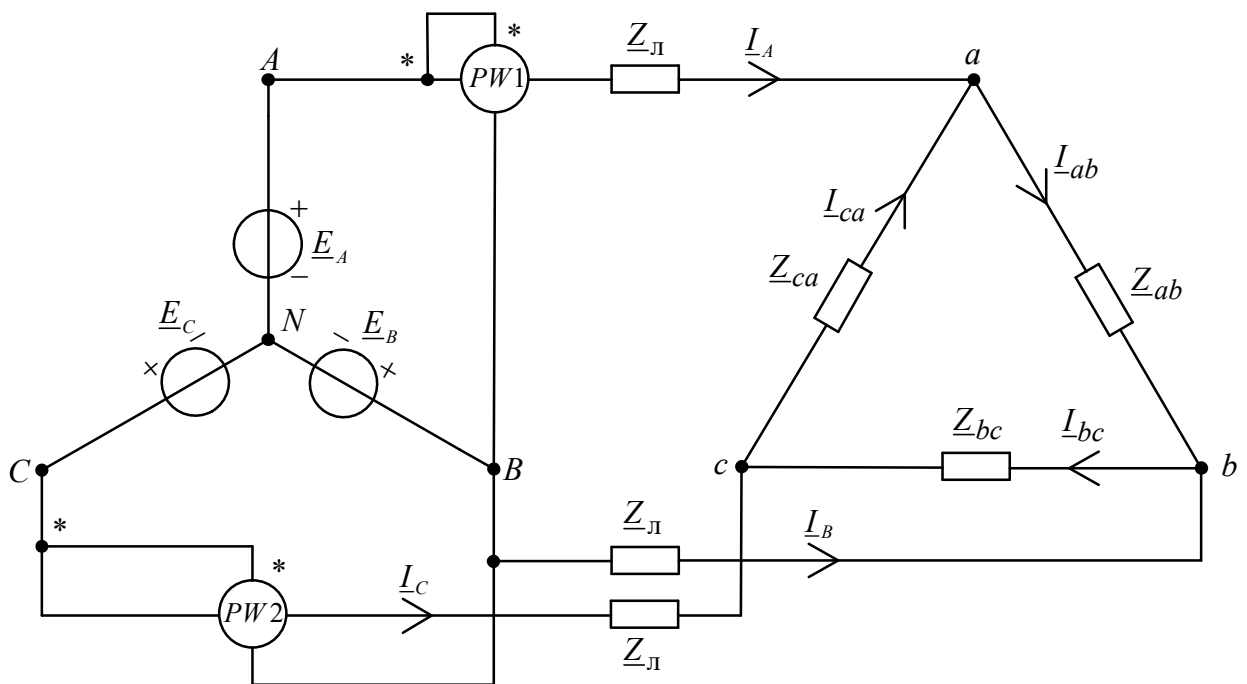 * *
A PW1 Z_л I_A a
I_ab
I_ca
+
E_A Z_ca Z_ab
−
E_C − N − E_B
+ +
Z_bc I_bc
C B c b
* Z_л I_B
* I_C
PW2
Z_л